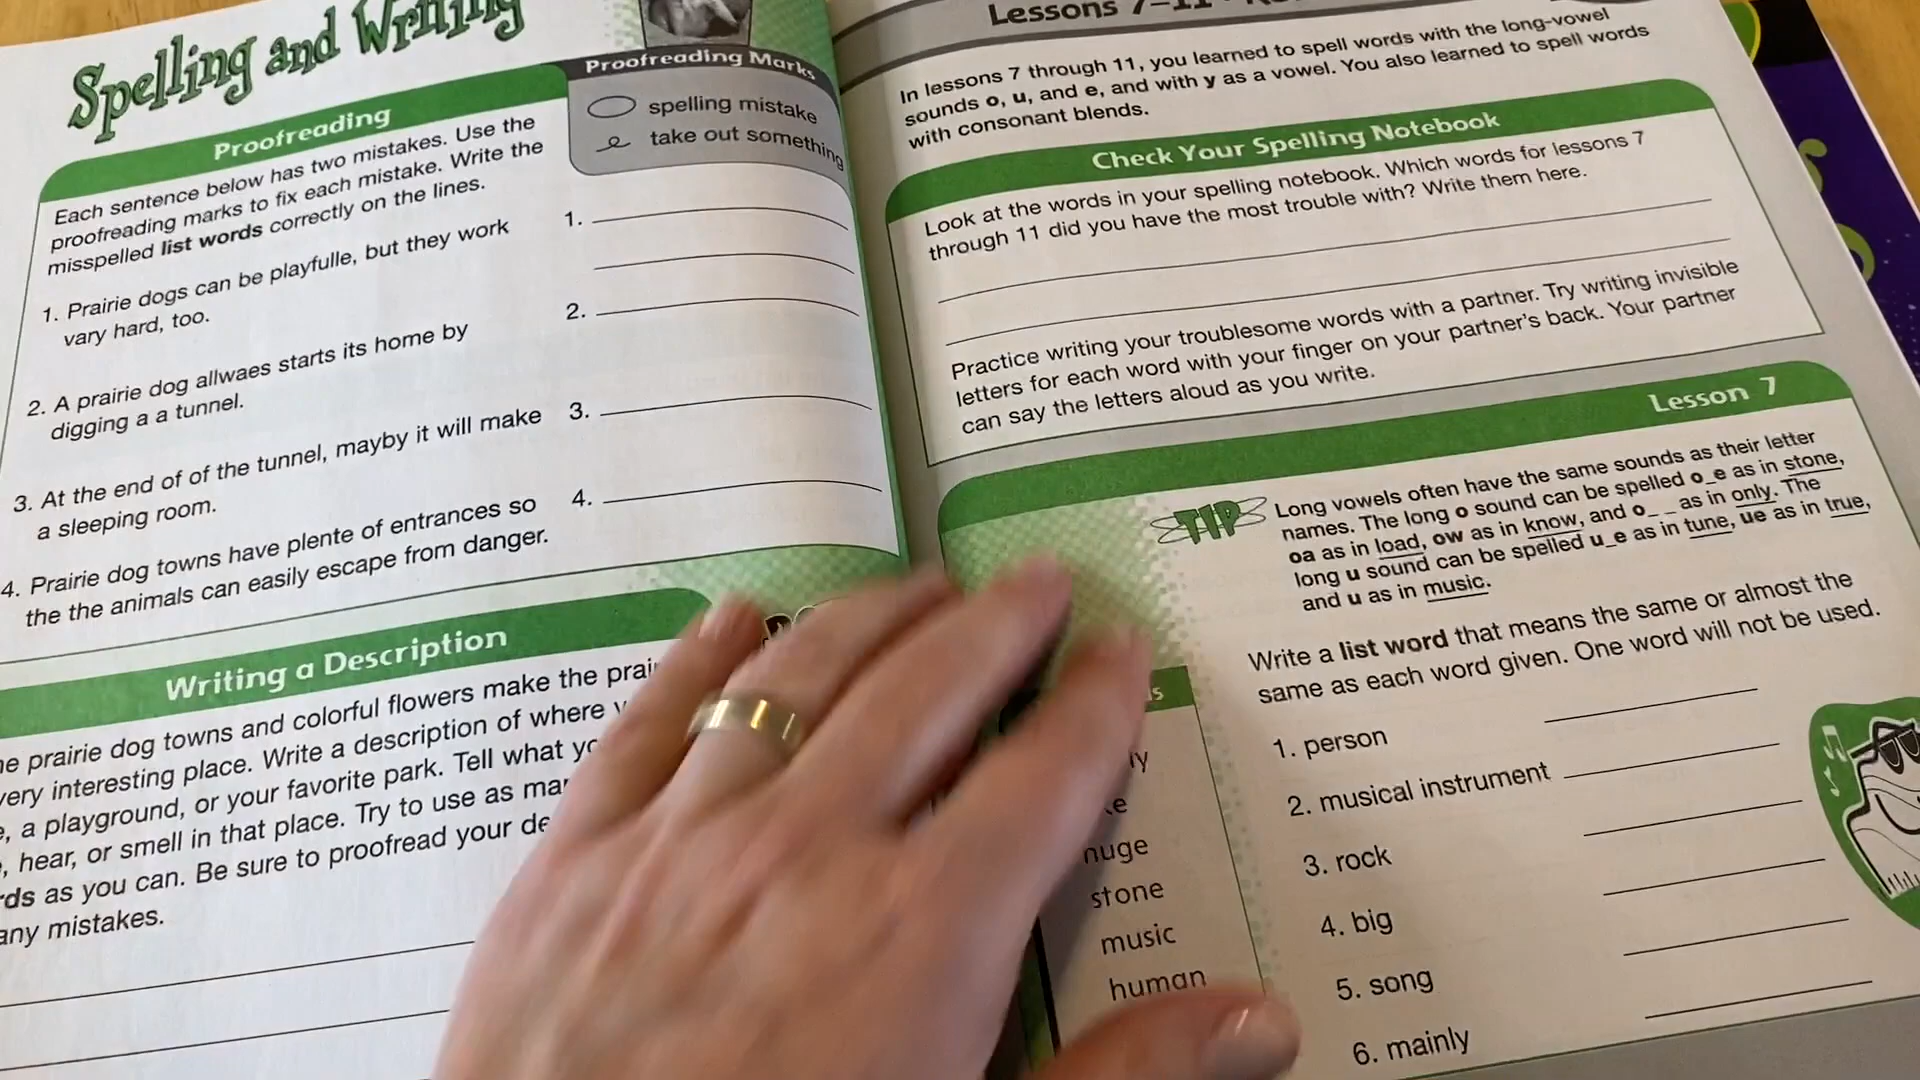 Spelling and Writing
Proofreading
Each sentence below has two mistakes. Use the
proofreading marks to fix each mistake. Write the
misspelled list words correctly on the lines.
Proofreading Marks
spelling mistake
take out something
1. Prairie dogs can be playfulle, but they work
vary hard, too.
2. A prairie dog allwaes starts its home by
digging a a tunnel.
3. At the end of of the tunnel, mayby it will make
a sleeping room.
4. Prairie dog towns have plente of entrances so
the the animals can easily escape from danger.
1.
2.
3.
4.
Writing a Description
prairie dog towns and colorful flowers make the
very interesting place. Write a description of where
a playground, or your favorite park. Tell what
hear, or smell in that place. Try to use as
as you can. Be sure to proofread your
any mistakes.
Lessons 7–11
In lessons 7 through 11, you learned to spell words with the long-vowel
sounds o, u, and e, and with y as a vowel. You also learned to spell words
with consonant blends.
Check Your Spelling Notebook
Look at the words in your spelling notebook. Which words for lessons 7
through 11 did you have the most trouble with? Write them here.
Practice writing your troublesome words with a partner. Try writing invisible
letters for each word with your finger on your partner's back. Your partner
can say the letters aloud as you write.
Lesson 7
TIP
Long vowels often have the same sounds as their letter
names. The long o sound can be spelled o_e as in stone,
oa as in load, ow as in know, and o_ _ as in only. The
long u sound can be spelled u_e as in tune, ue as in true,
and u as in music.
huge
stone
music
human
Write a list word that means the same or almost the
same as each word given. One word will not be used.
1. person
2. musical instrument
3. rock
4. big
5. song
6. mainly